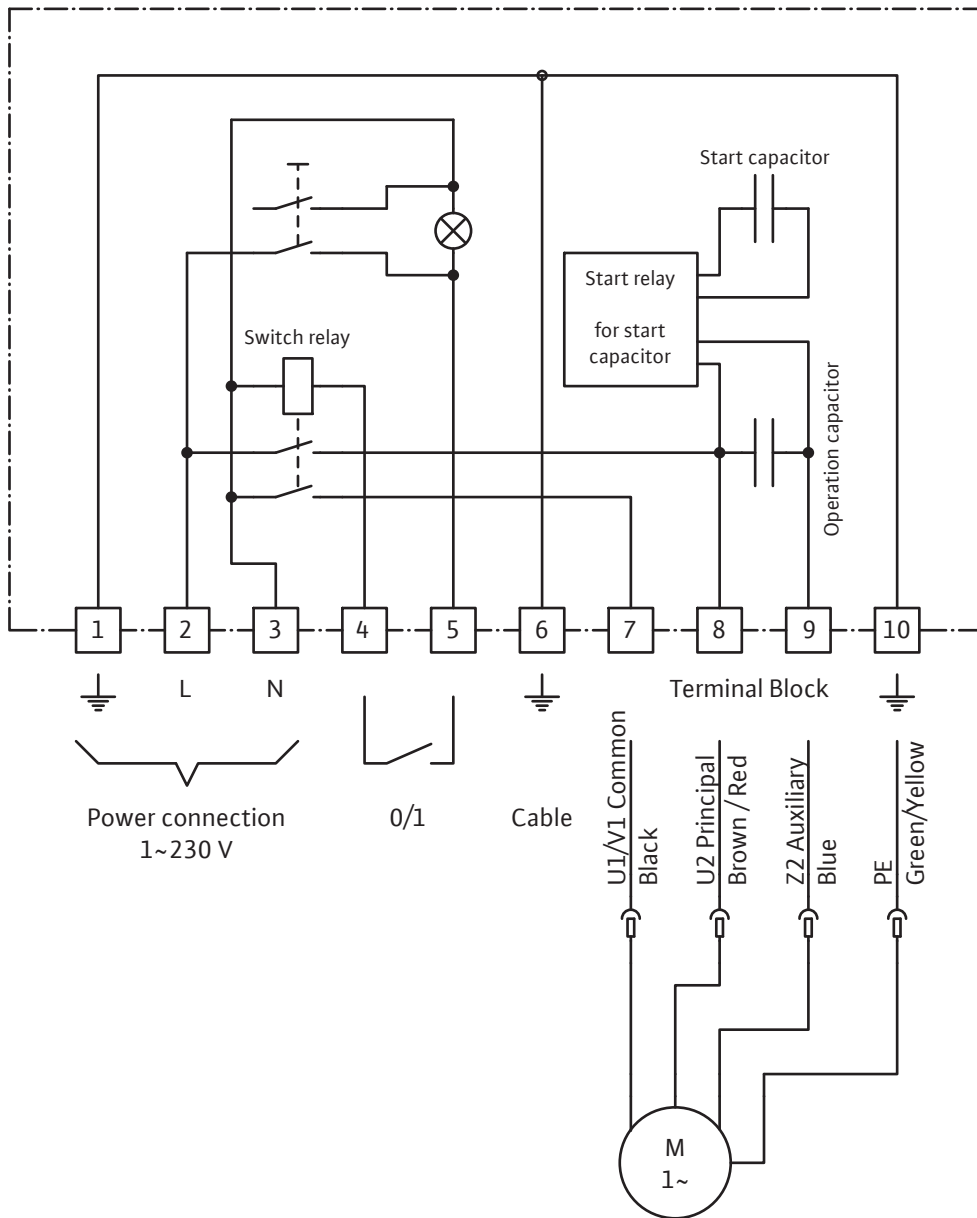 Start capacitor
Start relay
for start
capacitor
Switch relay
Operation capacitor
1
2
3
4
5
6
7
8
9
10
L
N
Terminal Block
Power connection
1~230 V
0/1
Cable
U1/V1 Common
Black
U2 Principal
Brown / Red
Z2 Auxiliary
Blue
PE
Green/Yellow
M
1~